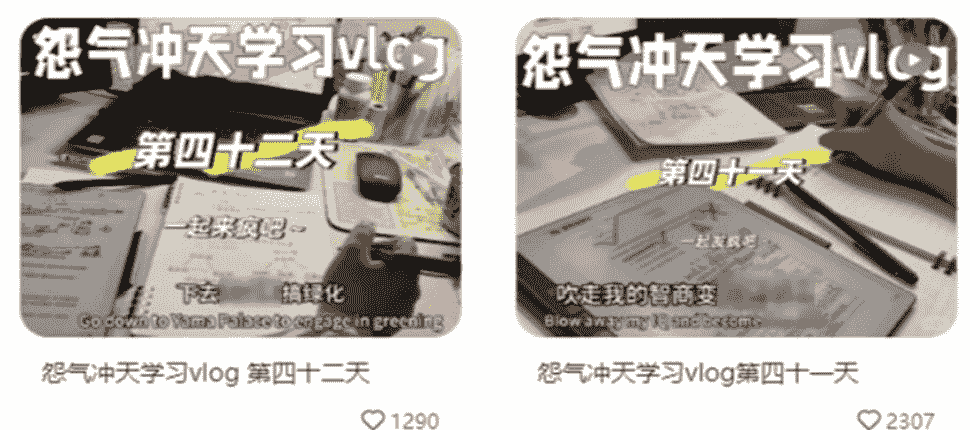 怨气冲天学习vlog
第四十二天
一起来疯吧~
下去 搞绿化
Go down to Yama Palace to engage in greening
怨气冲天学习vlog 第四十二天
1290
怨气冲天学习vlog
第四十一天
一起发疯吧
吹走我的智商变
Blow away my IQ and become
怨气冲天学习vlog第四十一天
2307